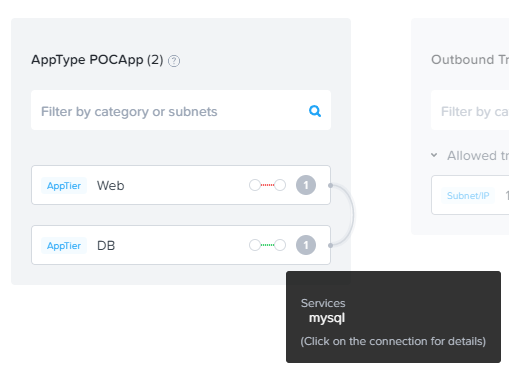 AppType POCApp (2) ?
Filter by category or subnets
AppTier Web 1
AppTier DB 1
Outbound Tr
Filter by ca
Allowed tr
Subnet/IP 1
Services
mysql
(Click on the connection for details)